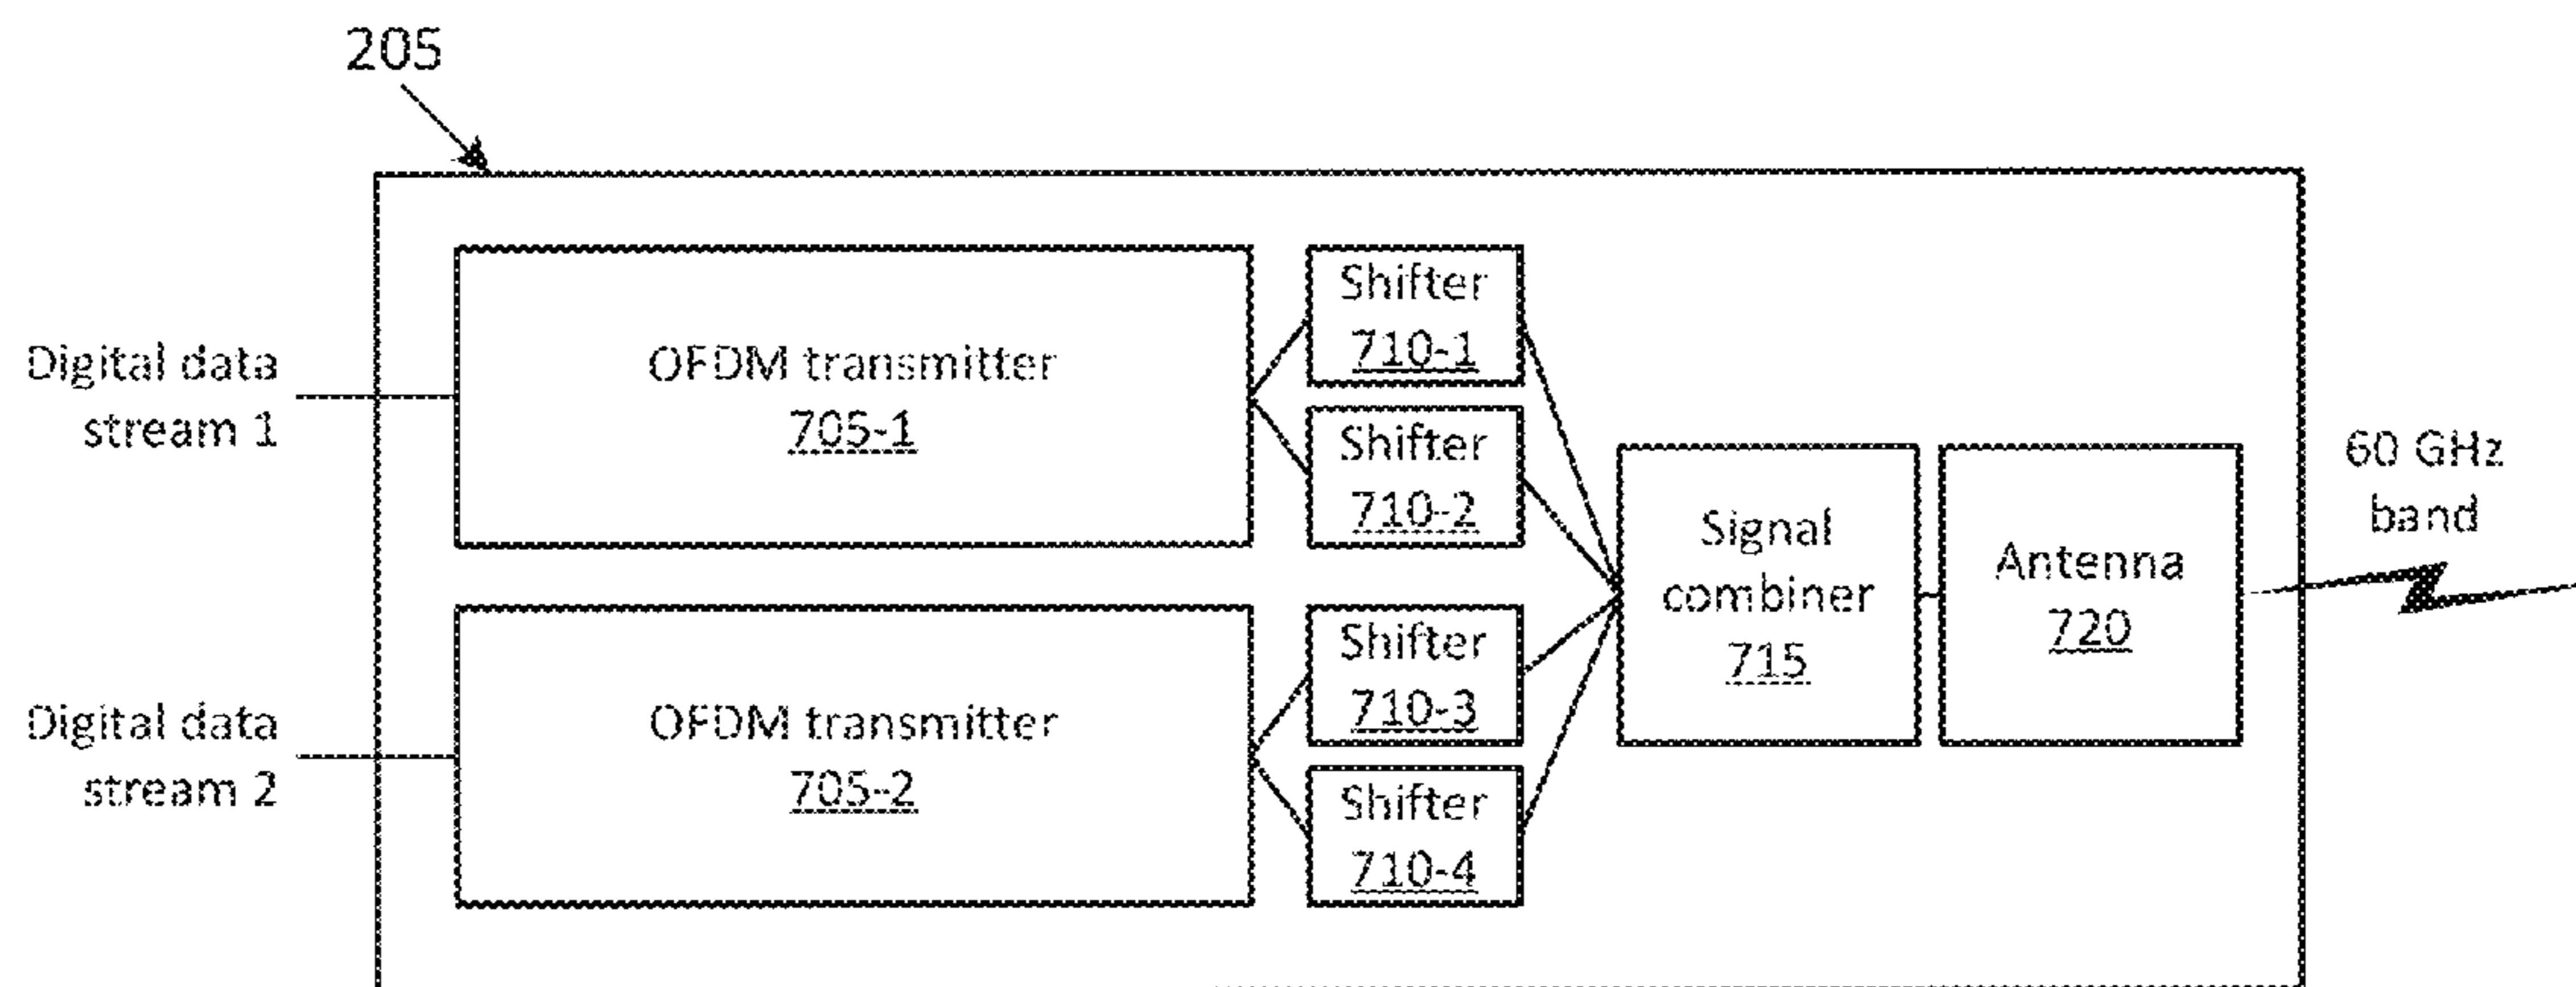 205
Digital data
stream 1
OFDM transmitter
705-1
Shifter
710-1
Shifter
710-2
Digital data
stream 2
OFDM transmitter
705-2
Shifter
710-3
Shifter
710-4
Signal
combiner
715
Antenna
720
60 GHz
band